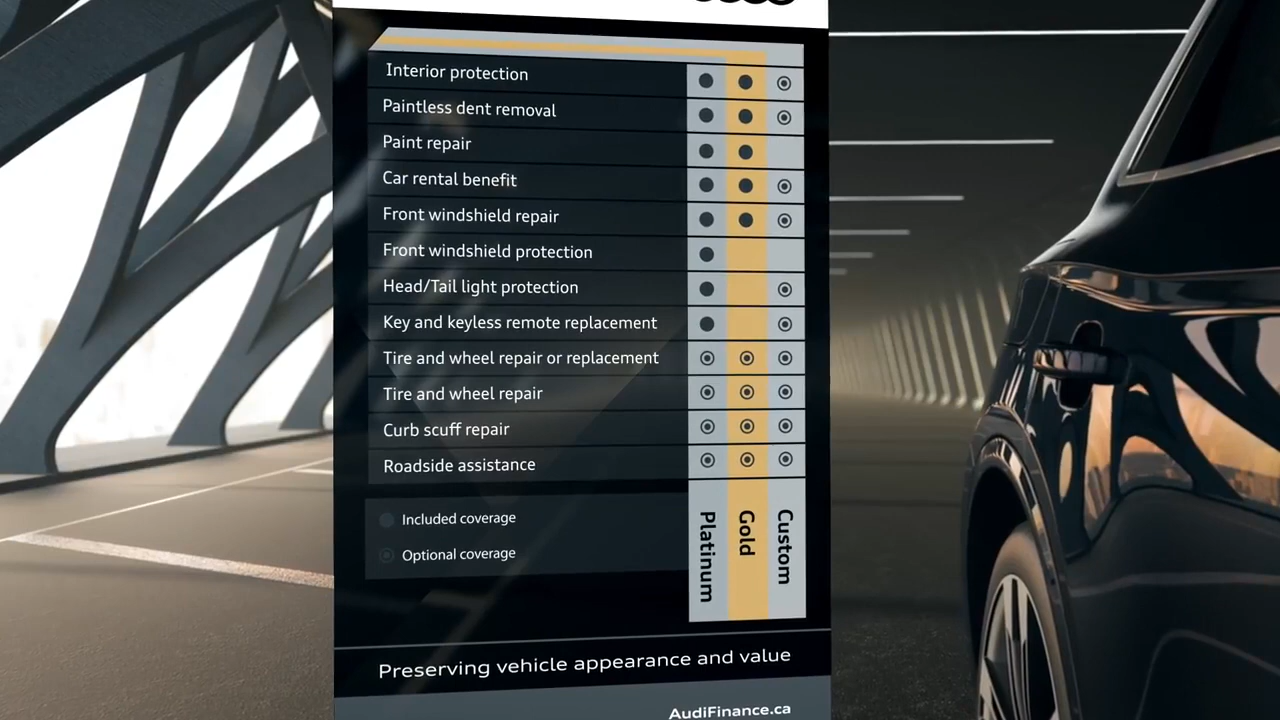 Interior protection
Paintless dent removal
Paint repair
Car rental benefit
Front windshield repair
Front windshield protection
Head/Tail light protection
Key and keyless remote replacement
Tire and wheel repair or replacement
Tire and wheel repair
Curb scuff repair
Roadside assistance
Included coverage
Optional coverage
Platinum
Gold
Custom
Preserving vehicle appearance and value
AudiFinance.ca